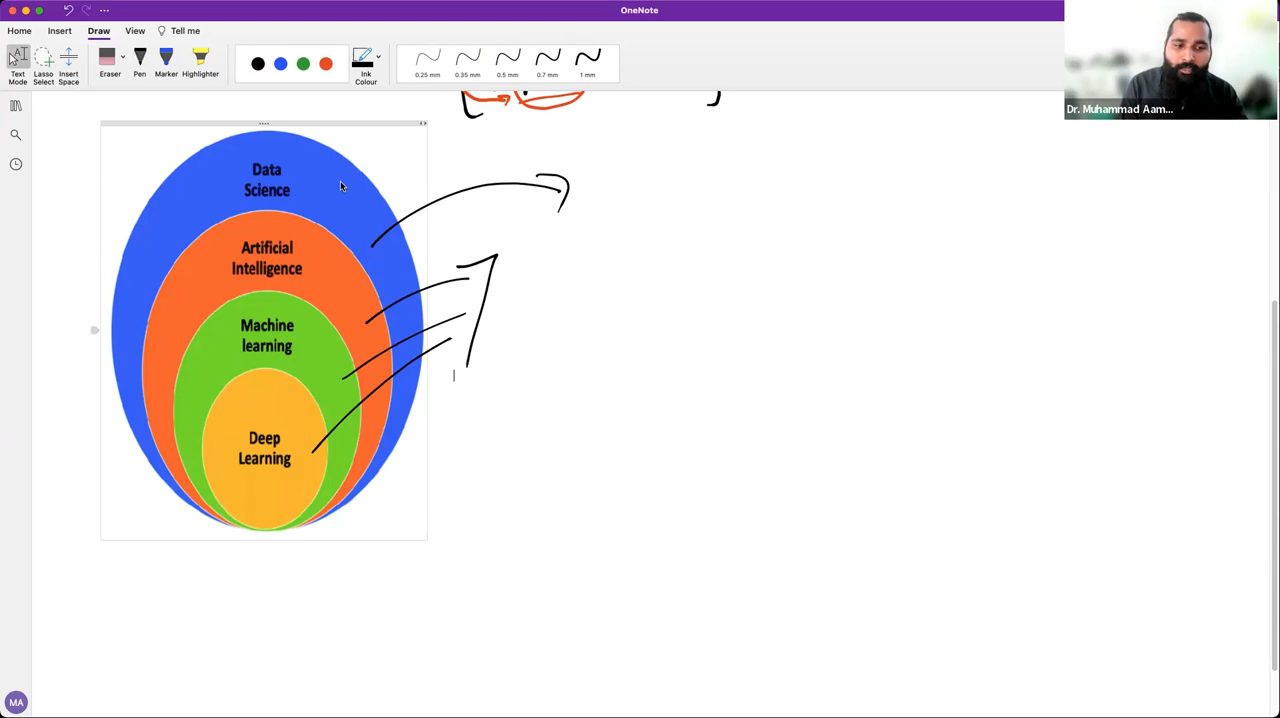 OneNote
Home Insert Draw View Tell me
Text Mode
Lasso Select
Insert Space
Eraser
Pen
Marker
Highlighter
Ink Colour
0.25 mm
0.35 mm
0.5 mm
0.7 mm
1 mm
Dr. Muhammad Aam...
Data
Science
Artificial
Intelligence
Machine
learning
Deep
Learning
MA